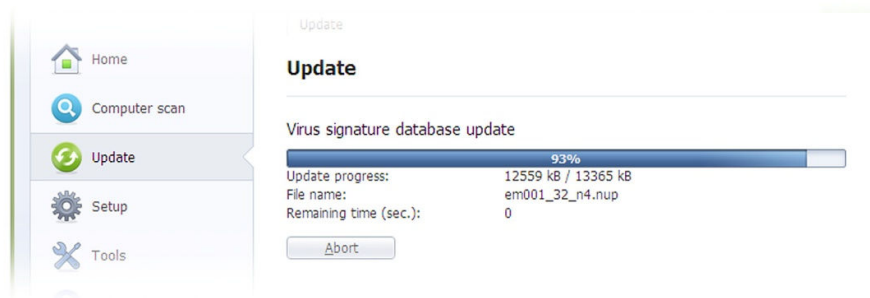 Update
Home
Computer scan
Update
Setup
Tools
Update
Virus signature database update
93%
Update progress: 12559 kB / 13365 kB
File name: em001_32_n4.nup
Remaining time (sec.): 0
Abort